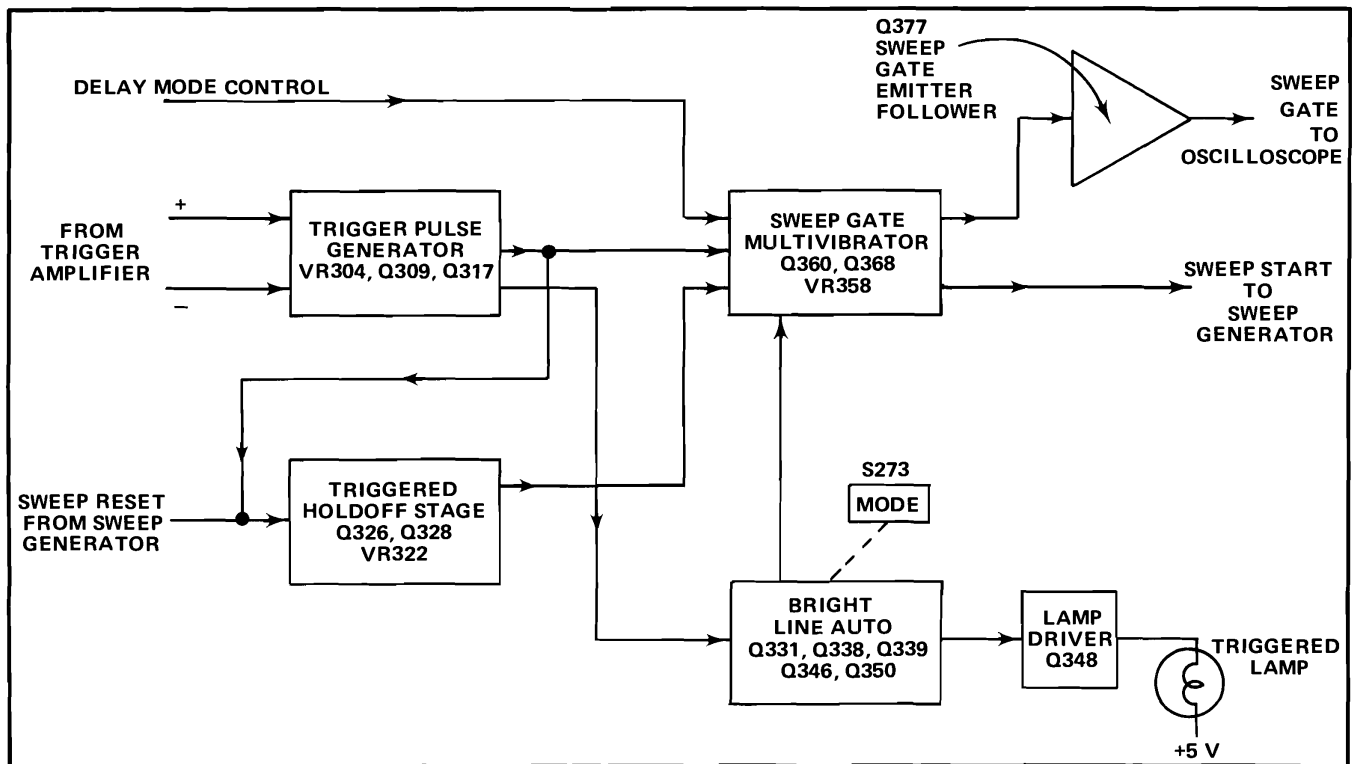 DELAY MODE CONTROL
Q377
SWEEP
GATE
EMITTER
FOLLOWER
SWEEP
GATE
TO
OSCILLOSCOPE
FROM
TRIGGER
AMPLIFIER
+
–
TRIGGER PULSE
GENERATOR
VR304, Q309, Q317
SWEEP GATE
MULTIVIBRATOR
Q360, Q368
VR358
SWEEP START
TO
SWEEP
GENERATOR
SWEEP RESET
FROM SWEEP
GENERATOR
TRIGGERED
HOLDOFF STAGE
Q326, Q328
VR322
S273
MODE
BRIGHT
LINE AUTO
Q331, Q338, Q339
Q346, Q350
LAMP
DRIVER
Q348
TRIGGERED
LAMP
+5 V